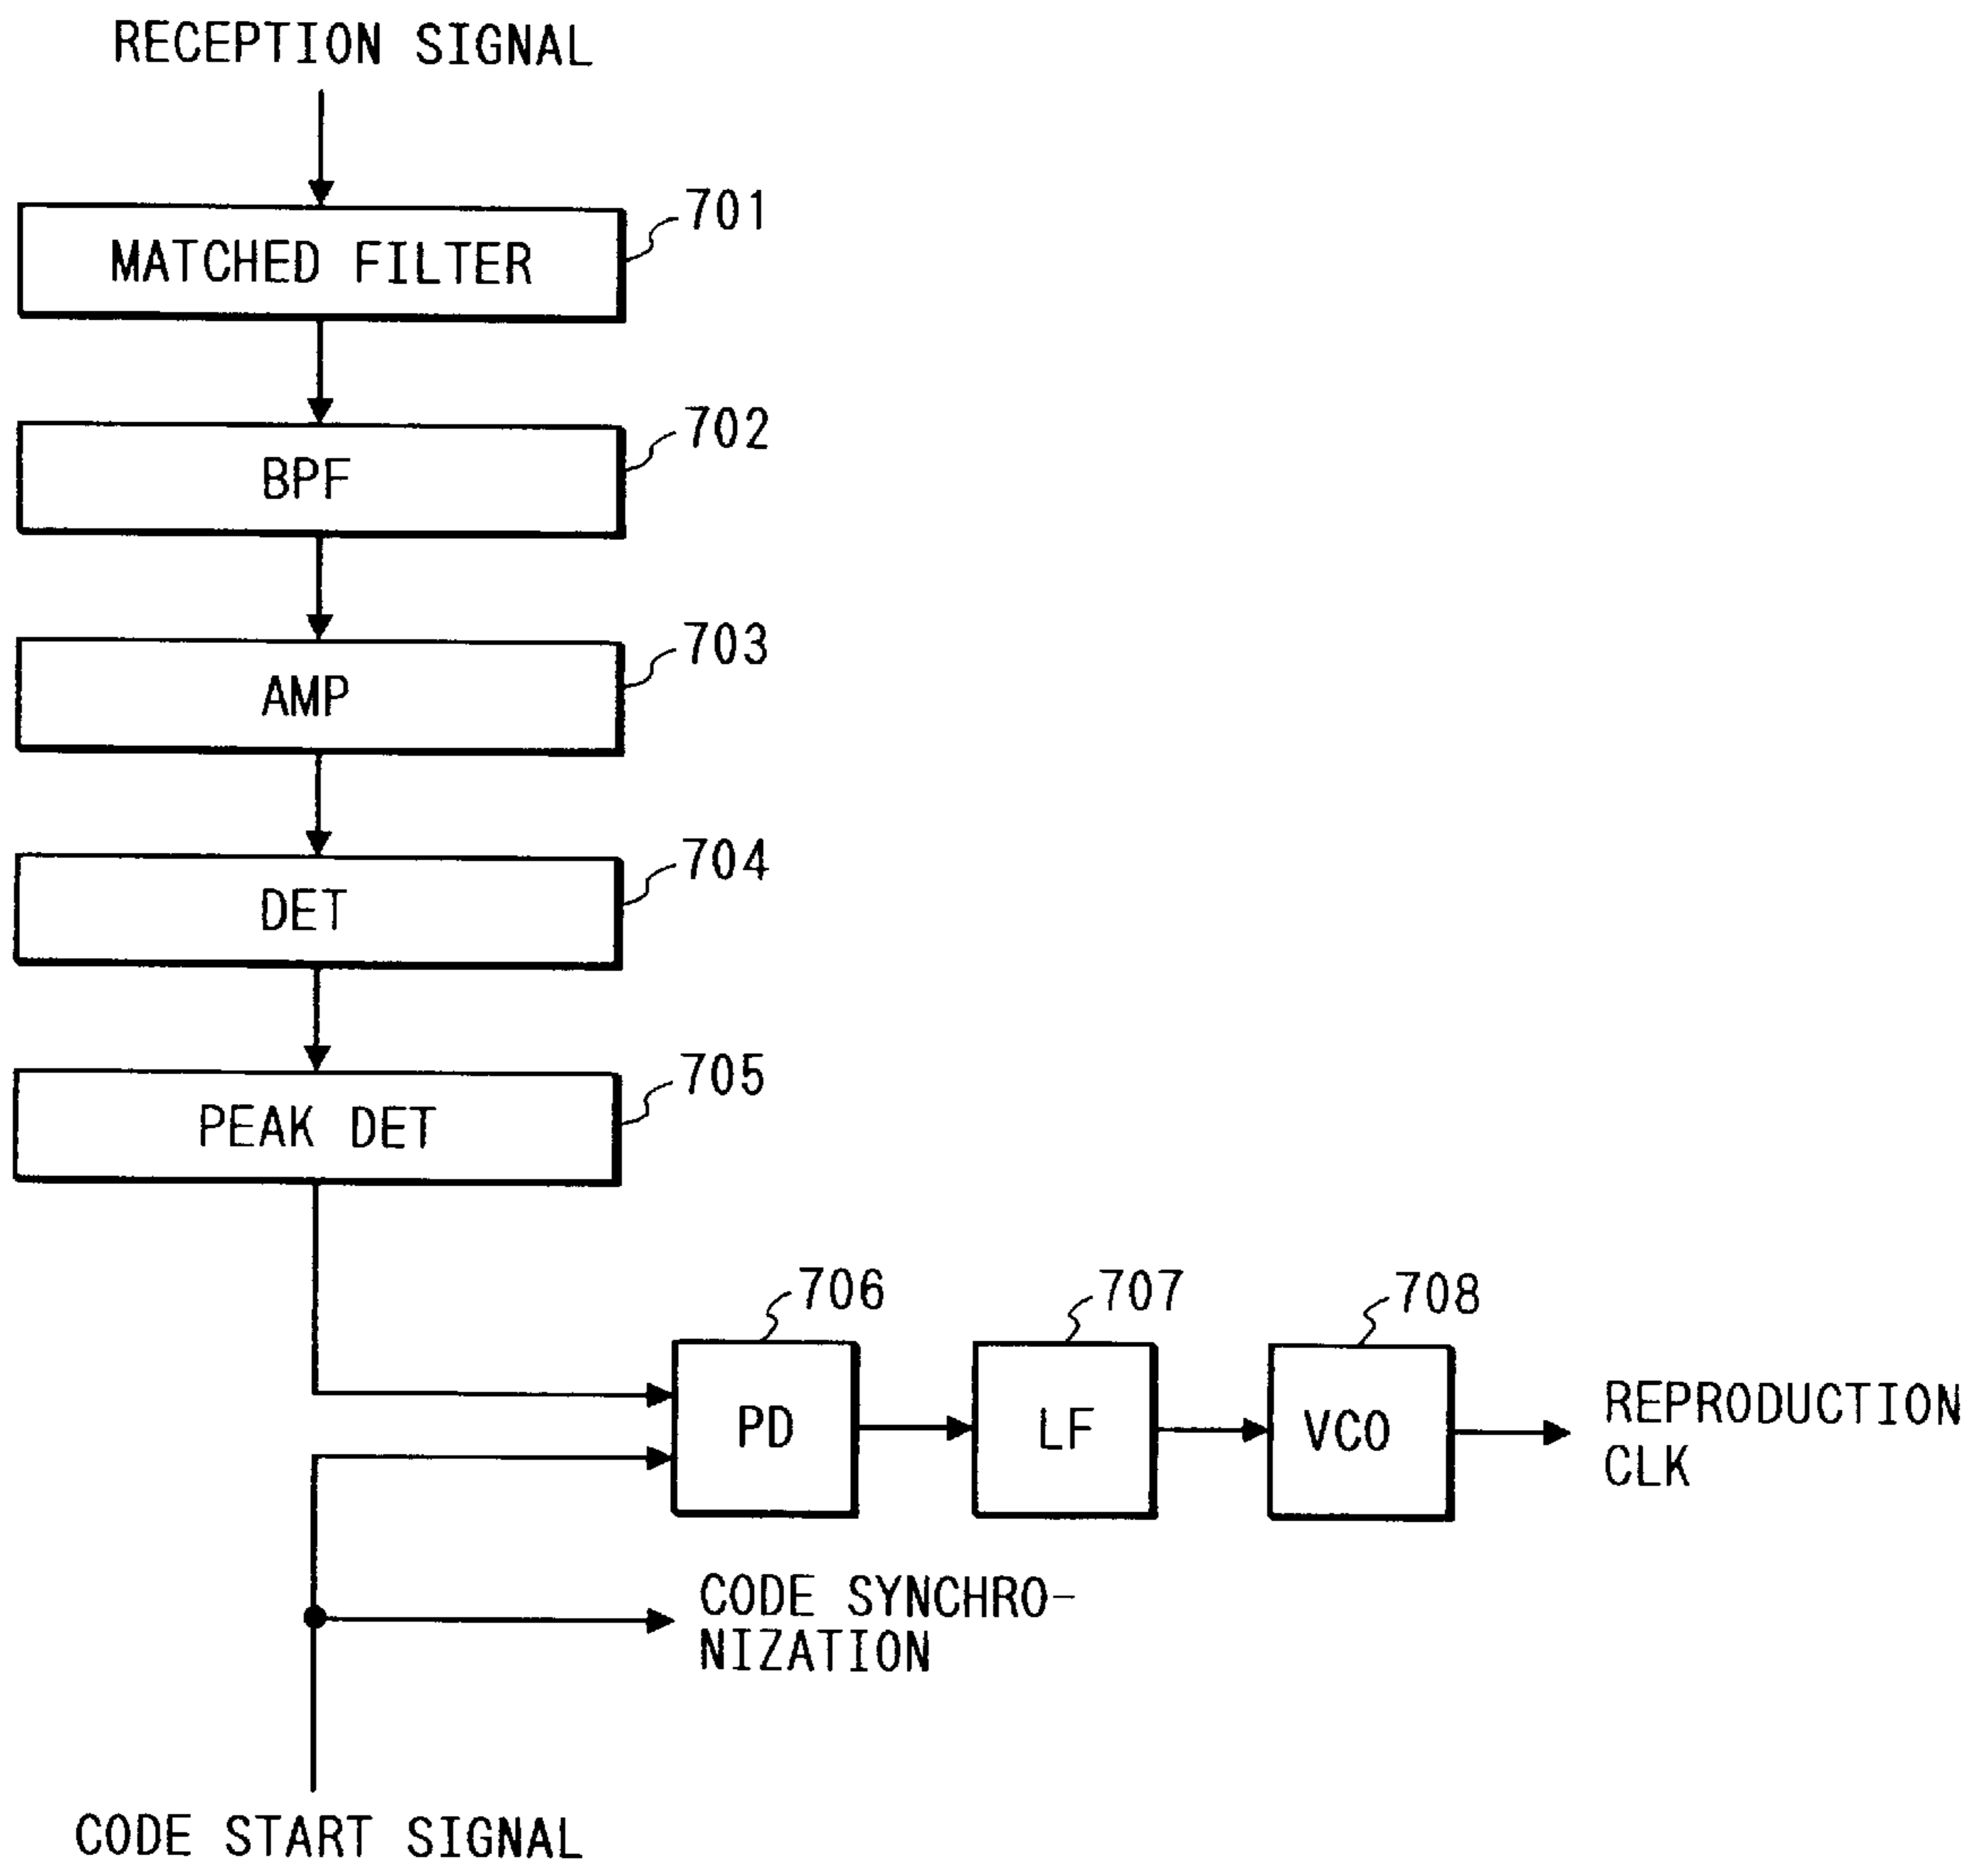 RECEPTION SIGNAL
701
MATCHED FILTER
702
BPF
703
AMP
704
DET
705
PEAK DET
706
707
708
PD
LF
VCO
REPRODUCTION
CLK
CODE SYNCHRO-
NIZATION
CODE START SIGNAL